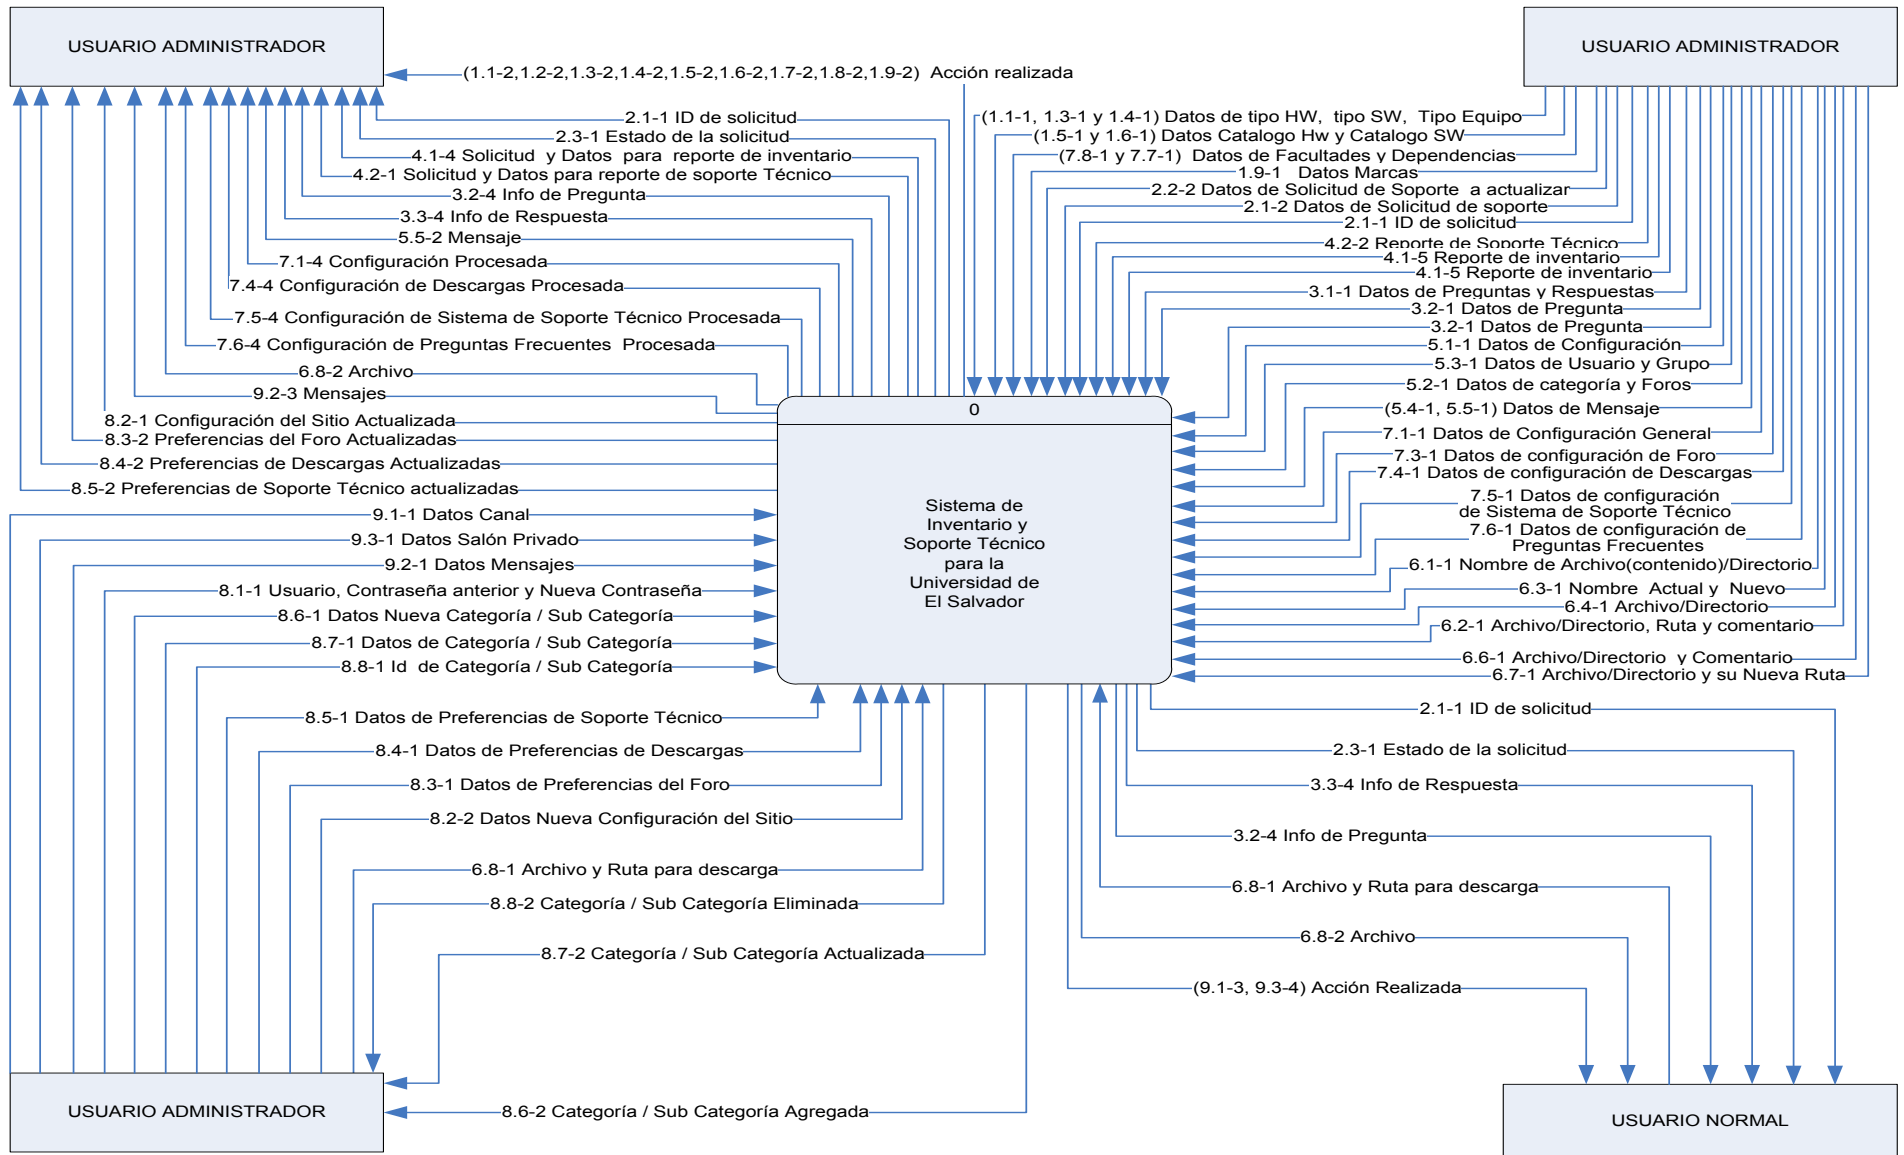 USUARIO ADMINISTRADOR
USUARIO ADMINISTRADOR
(1.1-2,1.2-2,1.3-2,1.4-2,1.5-2,1.6-2,1.7-2,1.8-2,1.9-2) Acción realizada
2.1-1 ID de solicitud
2.3-1 Estado de la solicitud
4.1-4 Solicitud y Datos para reporte de inventario
4.2-1 Solicitud y Datos para reporte de soporte Técnico
3.2-4 Info de Pregunta
3.3-4 Info de Respuesta
5.5-2 Mensaje
7.1-4 Configuración Procesada
7.4-4 Configuración de Descargas Procesada
7.5-4 Configuración de Sistema de Soporte Técnico Procesada
7.6-4 Configuración de Preguntas Frecuentes Procesada
6.8-2 Archivo
9.2-3 Mensajes
8.2-1 Configuración del Sitio Actualizada
8.3-2 Preferencias del Foro Actualizadas
8.4-2 Preferencias de Descargas Actualizadas
8.5-2 Preferencias de Soporte Técnico actualizadas
9.1-1 Datos Canal
9.3-1 Datos Salón Privado
9.2-1 Datos Mensajes
8.1-1 Usuario, Contraseña anterior y Nueva Contraseña
8.6-1 Datos Nueva Categoría / Sub Categoría
8.7-1 Datos de Categoría / Sub Categoría
8.8-1 Id de Categoría / Sub Categoría
8.5-1 Datos de Preferencias de Soporte Técnico
8.4-1 Datos de Preferencias de Descargas
8.3-1 Datos de Preferencias del Foro
8.2-2 Datos Nueva Configuración del Sitio
6.8-1 Archivo y Ruta para descarga
8.8-2 Categoría / Sub Categoría Eliminada
8.7-2 Categoría / Sub Categoría Actualizada
8.6-2 Categoría / Sub Categoría Agregada
USUARIO ADMINISTRADOR
0
Sistema de
Inventario y
Soporte Técnico
para la
Universidad de
El Salvador
(1.1-1, 1.3-1 y 1.4-1) Datos de tipo HW, tipo SW, Tipo Equipo
(1.5-1 y 1.6-1) Datos Catalogo Hw y Catalogo SW
(7.8-1 y 7.7-1) Datos de Facultades y Dependencias
1.9-1 Datos Marcas
2.2-2 Datos de Solicitud de Soporte a actualizar
2.1-2 Datos de Solicitud de soporte
2.1-1 ID de solicitud
4.2-2 Reporte de Soporte Técnico
4.1-5 Reporte de inventario
4.1-5 Reporte de inventario
3.1-1 Datos de Preguntas y Respuestas
3.2-1 Datos de Pregunta
3.2-1 Datos de Pregunta
5.1-1 Datos de Configuración
5.3-1 Datos de Usuario y Grupo
5.2-1 Datos de categoría y Foros
(5.4-1, 5.5-1) Datos de Mensaje
7.1-1 Datos de Configuración General
7.3-1 Datos de configuración de Foro
7.4-1 Datos de configuración de Descargas
7.5-1 Datos de configuración
de Sistema de Soporte Técnico
7.6-1 Datos de configuración de
Preguntas Frecuentes
6.1-1 Nombre de Archivo(contenido)/Directorio
6.3-1 Nombre Actual y Nuevo
6.4-1 Archivo/Directorio
6.2-1 Archivo/Directorio, Ruta y comentario
6.6-1 Archivo/Directorio y Comentario
6.7-1 Archivo/Directorio y su Nueva Ruta
2.1-1 ID de solicitud
2.3-1 Estado de la solicitud
3.3-4 Info de Respuesta
3.2-4 Info de Pregunta
6.8-1 Archivo y Ruta para descarga
6.8-2 Archivo
(9.1-3, 9.3-4) Acción Realizada
USUARIO NORMAL